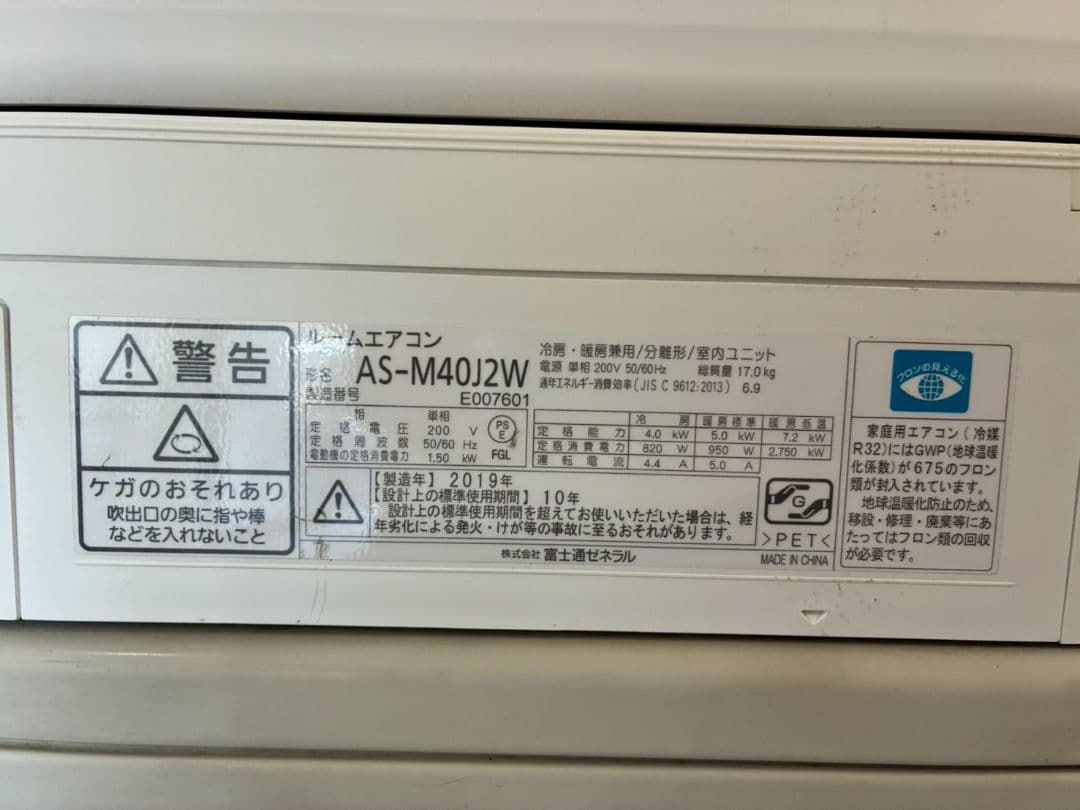 警告
ケガのおそれあり
吹出口の奥に指や棒
などを入れないこと
ルームエアコン
形名 AS-M40J2W
製造番号 E007601
冷房・暖房兼用/分離形/室内ユニット
電源 単相 200V 50/60Hz 総質量 17.0kg
通年エネルギー消費効率(JIS C 9612:2013) 6.9
相 単相
定格電圧 200 V
定格周波数 50/60 Hz
電動機の定格消費電力 1.50 kW
PS
E
FGL
冷房 暖房標準 暖房低温
定格能力 4.0 kW 5.0 kW 7.2 kW
定格消費電力 820 W 950 W 2.750 kW
運転電流 4.4 A 5.0 A
【製造年】2019年
【設計上の標準使用期間】10年
設計上の標準使用期間を超えてお使いいただいた場合は、経
年劣化による発火・けが等の事故に至るおそれがあります。
株式会社 富士通ゼネラル
G
>PET<
MADE IN CHINA
フロンの見える化
家庭用エアコン(冷媒
R32)にはGWP(地球温暖
化係数)が675のフロン
類が封入されています。
地球温暖化防止のため、
移設・修理・廃棄等にあ
たってはフロン類の回収
が必要です。